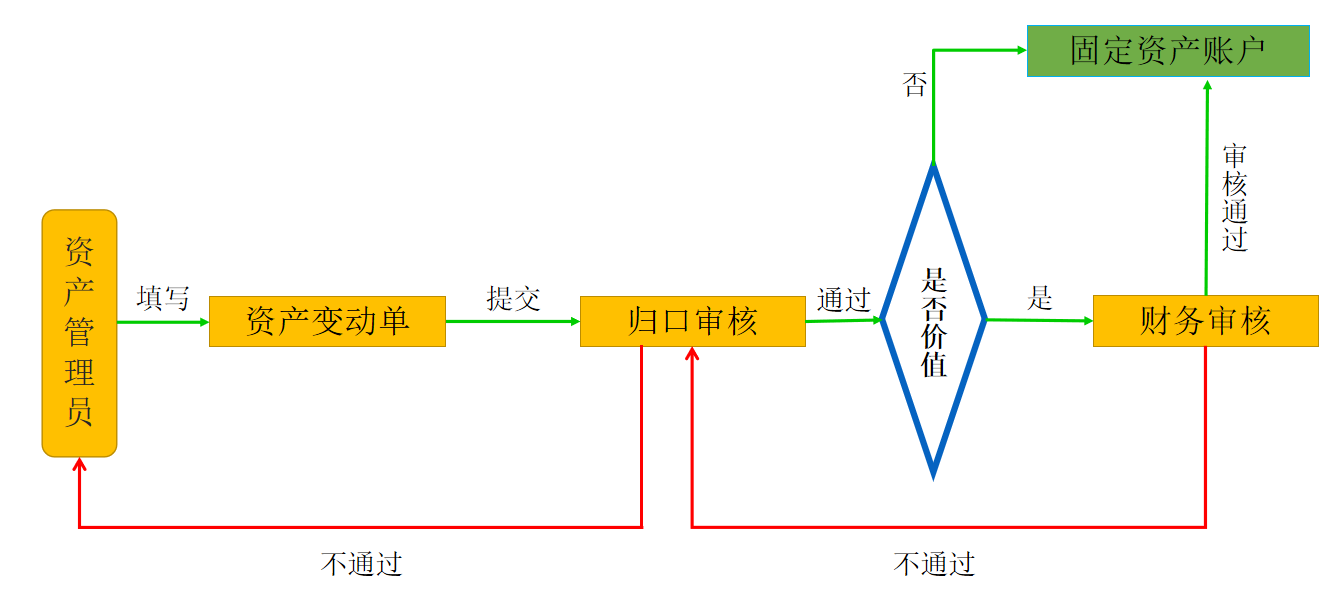 固定资产账户
否
审核通过
资产管理员
填写
资产变动单
提交
归口审核
通过
是否价值
是
财务审核
不通过
不通过